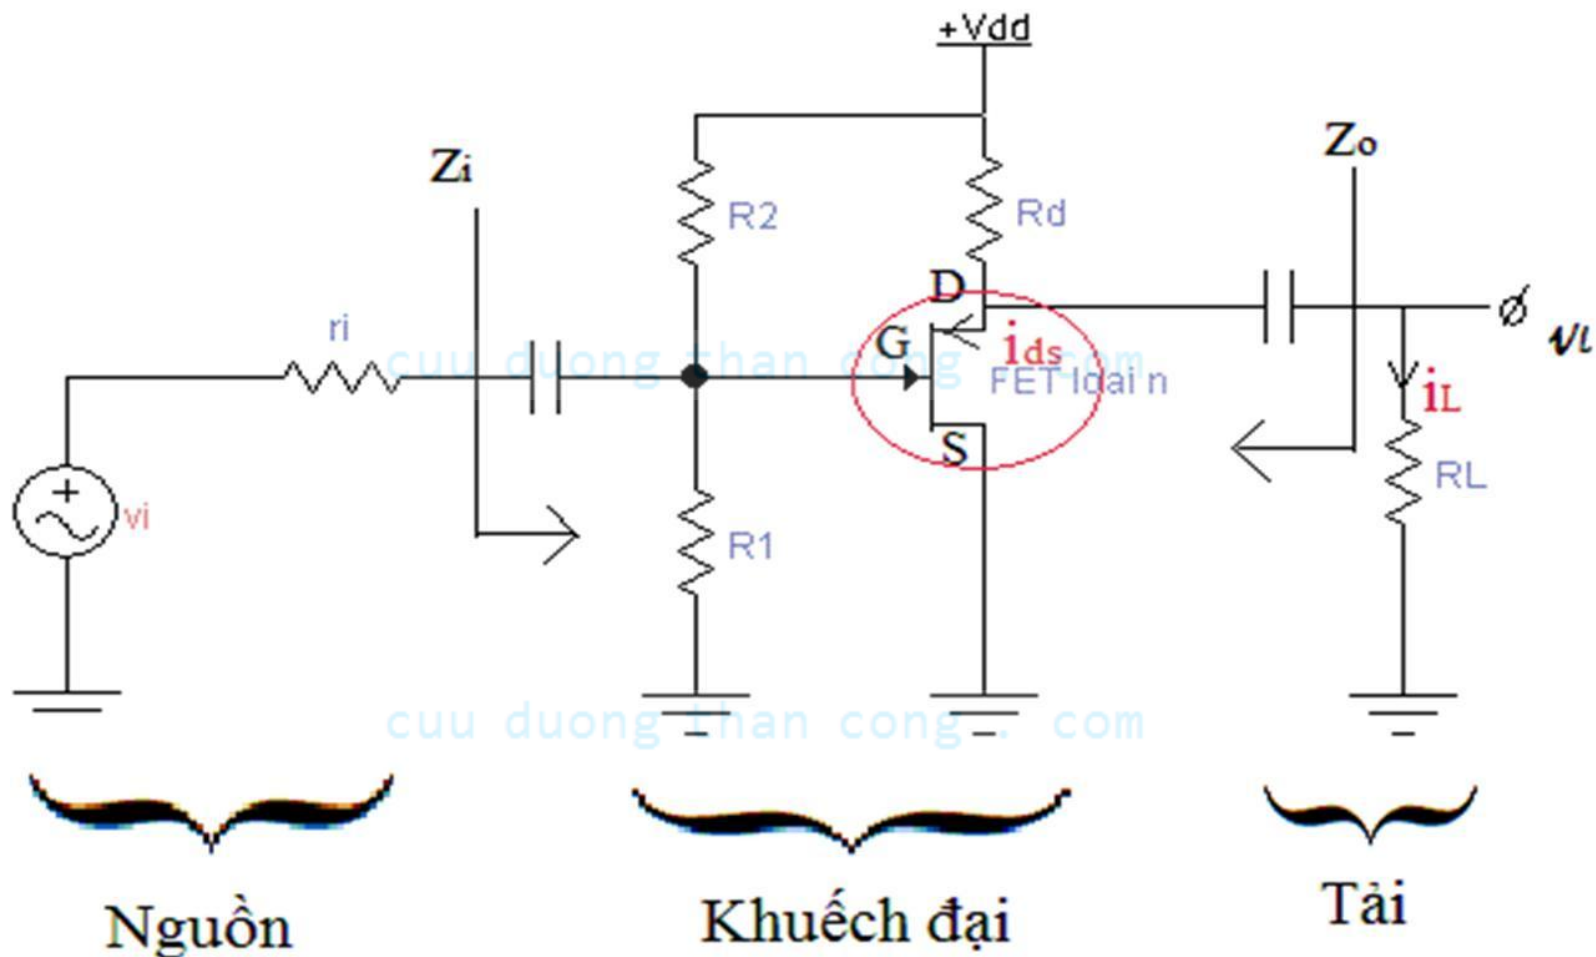 +Vdd
Zi
Zo
R2
Rd
D
ri
G
ids
cuu duong than cong . com
FET loai n
vl
iL
S
RL
+
vi
R1
cuu duong than cong . com
Nguồn
Khuếch đại
Tải